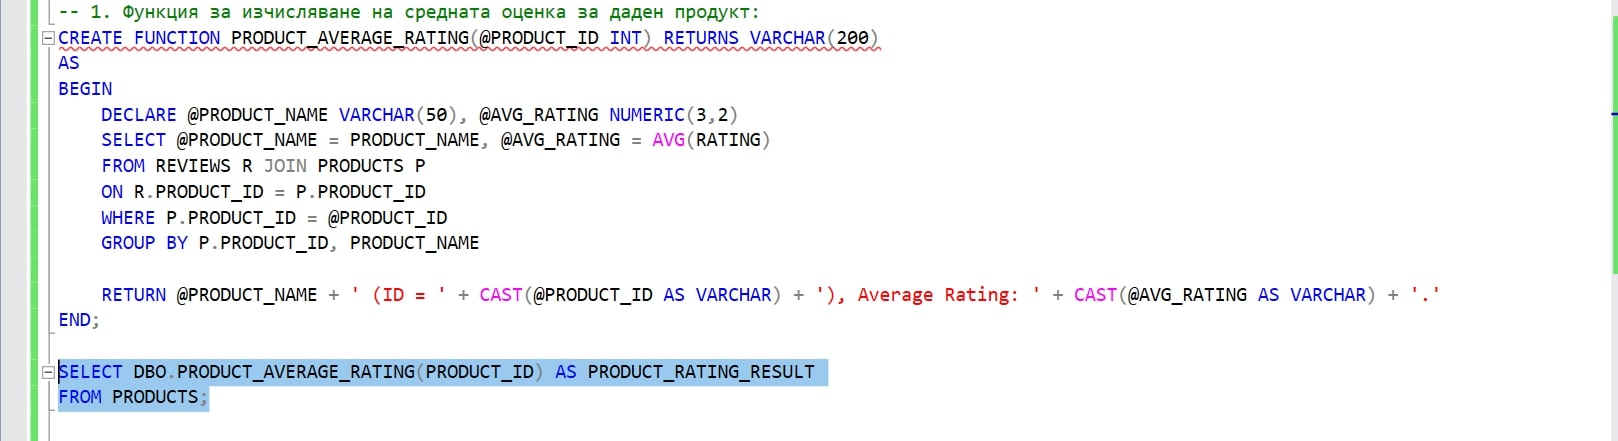 -- 1. Функция за изчисляване на средната оценка за даден продукт:
CREATE FUNCTION PRODUCT_AVERAGE_RATING(@PRODUCT_ID INT) RETURNS VARCHAR(200)
AS
BEGIN
    DECLARE @PRODUCT_NAME VARCHAR(50), @AVG_RATING NUMERIC(3,2)
    SELECT @PRODUCT_NAME = PRODUCT_NAME, @AVG_RATING = AVG(RATING)
    FROM REVIEWS R JOIN PRODUCTS P
    ON R.PRODUCT_ID = P.PRODUCT_ID
    WHERE P.PRODUCT_ID = @PRODUCT_ID
    GROUP BY P.PRODUCT_ID, PRODUCT_NAME
    RETURN @PRODUCT_NAME + ' (ID = ' + CAST(@PRODUCT_ID AS VARCHAR) + '), Average Rating: ' + CAST(@AVG_RATING AS VARCHAR) + '.'
END;
SELECT DBO.PRODUCT_AVERAGE_RATING(PRODUCT_ID) AS PRODUCT_RATING_RESULT
FROM PRODUCTS;